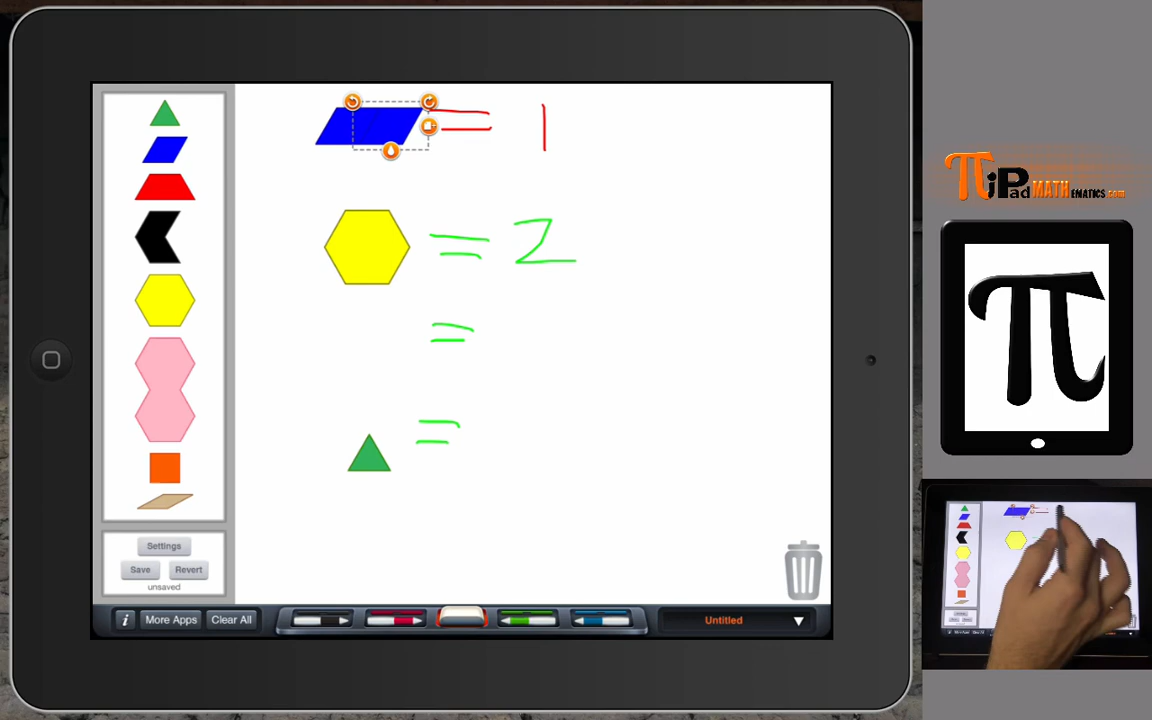 = 1
= 2
=
=
Settings
Save
Revert
unsaved
i
More Apps
Clear All
Untitled
π iPad MATHEMATICS.com
π